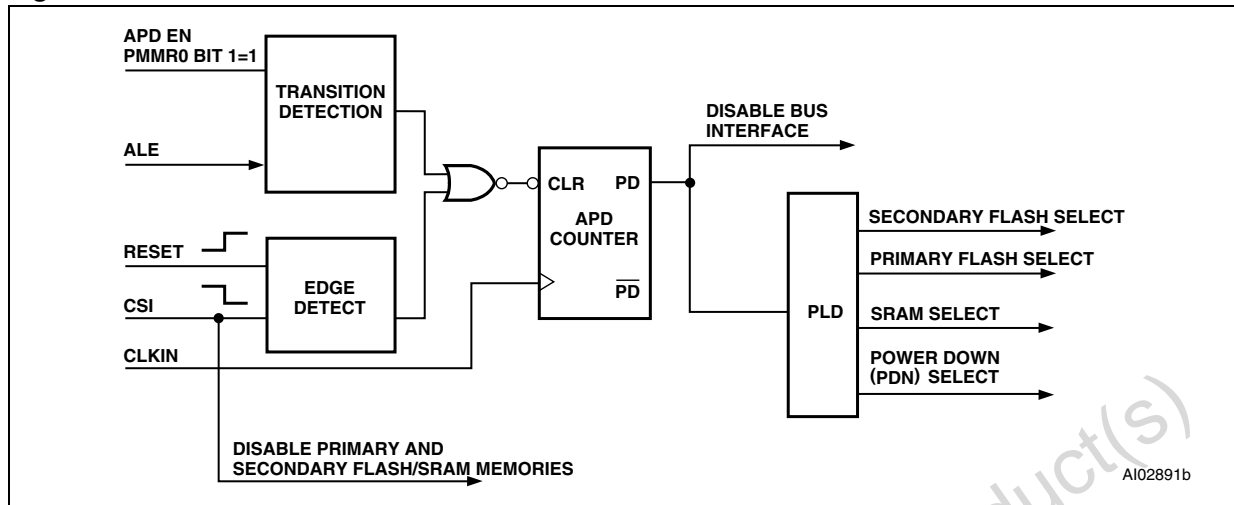 APD EN
PMMR0 BIT 1=1
TRANSITION
DETECTION
ALE
RESET
CSI
EDGE
DETECT
CLKIN
CLR PD
APD
COUNTER
PD
DISABLE BUS
INTERFACE
PLD
SECONDARY FLASH SELECT
PRIMARY FLASH SELECT
SRAM SELECT
POWER DOWN
(PDN) SELECT
DISABLE PRIMARY AND
SECONDARY FLASH/SRAM MEMORIES
AI02891b
duct(s)